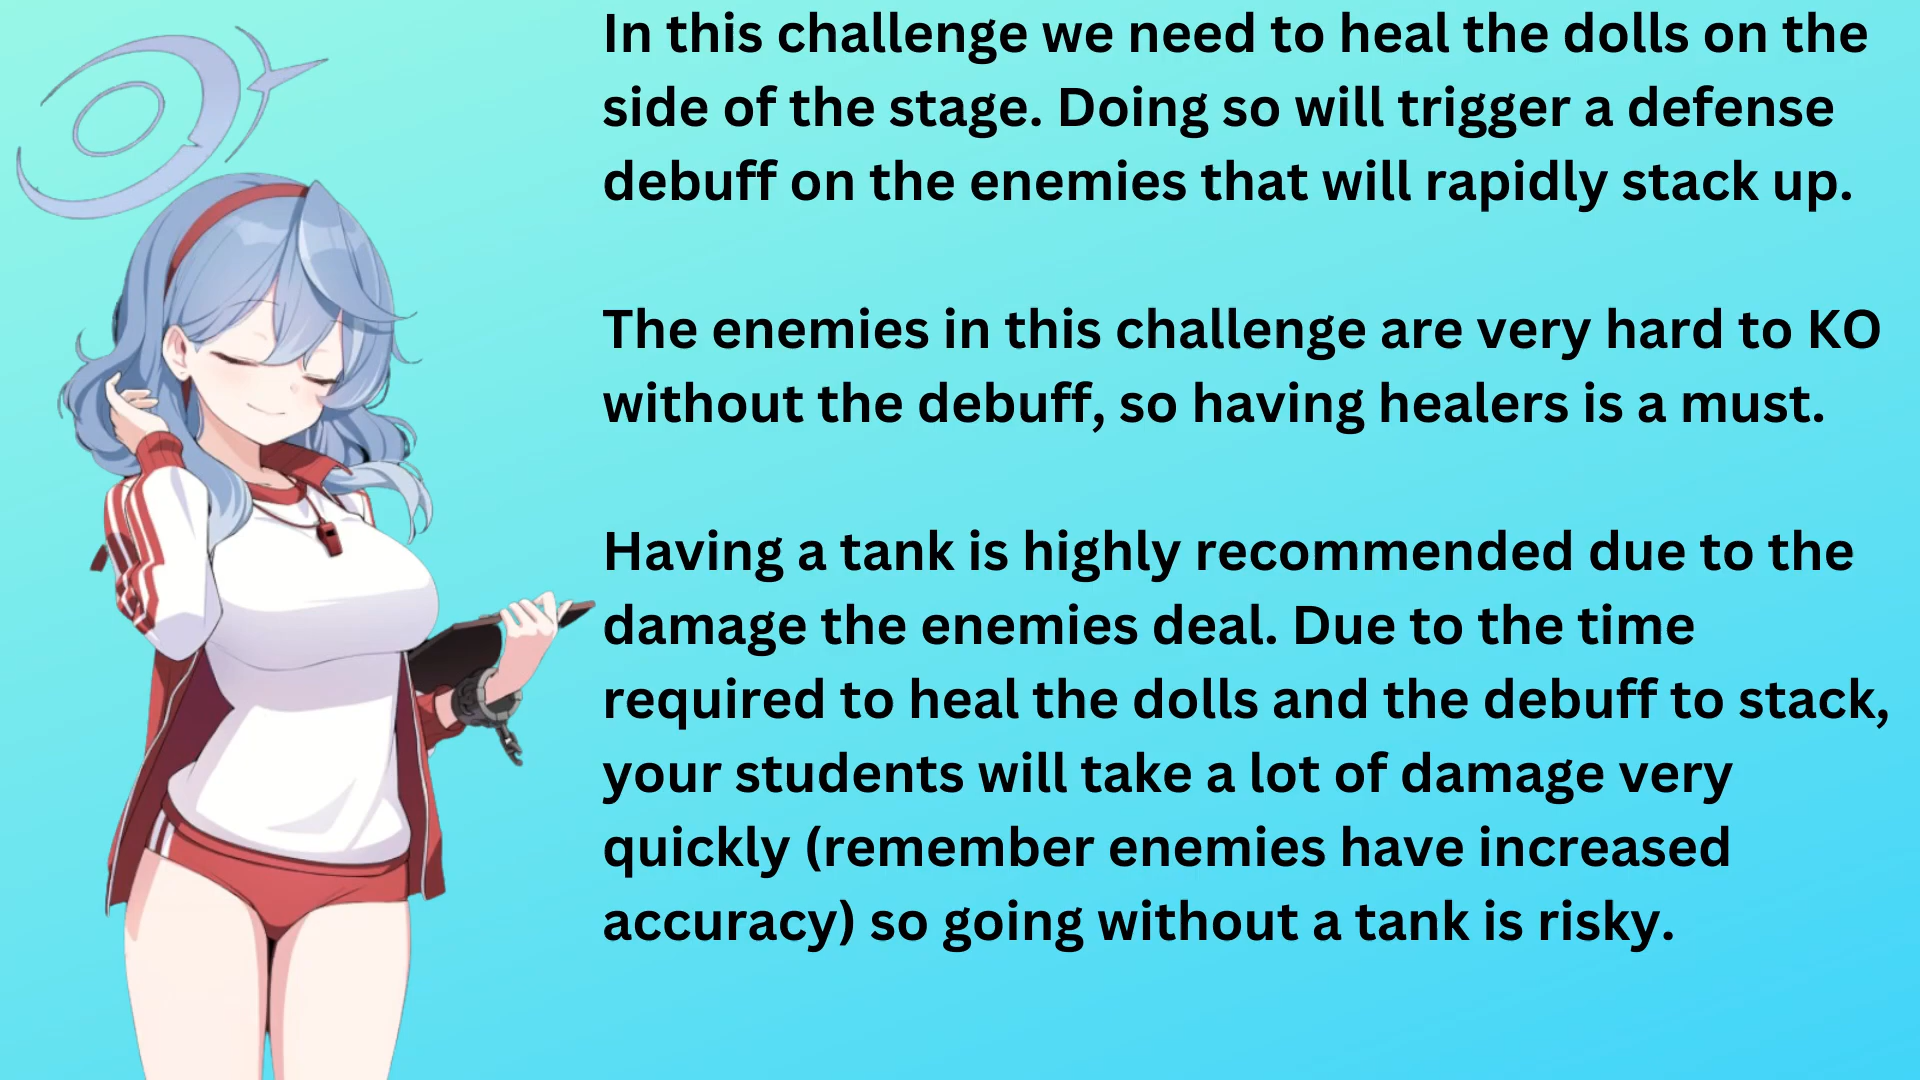 In this challenge we need to heal the dolls on the
side of the stage. Doing so will trigger a defense
debuff on the enemies that will rapidly stack up.
The enemies in this challenge are very hard to KO
without the debuff, so having healers is a must.
Having a tank is highly recommended due to the
damage the enemies deal. Due to the time
required to heal the dolls and the debuff to stack,
your students will take a lot of damage very
quickly (remember enemies have increased
accuracy) so going without a tank is risky.